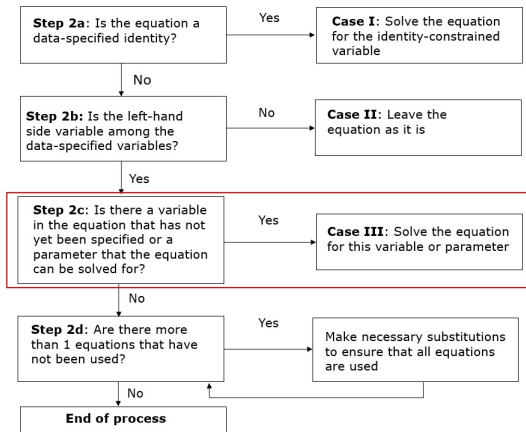 Step 2a: Is the equation a
data-specified identity?
Yes
Case I: Solve the equation
for the identity-constrained
variable
No
Step 2b: Is the left-hand
side variable among the
data-specified variables?
No
Case II: Leave the
equation as it is
Yes
Step 2c: Is there a variable
in the equation that has not
yet been specified or a
parameter that the equation
can be solved for?
Yes
Case III: Solve the equation
for this variable or parameter
No
Step 2d: Are there more
than 1 equations that have
not been used?
Yes
Make necessary substitutions
to ensure that all equations
are used
No
End of process